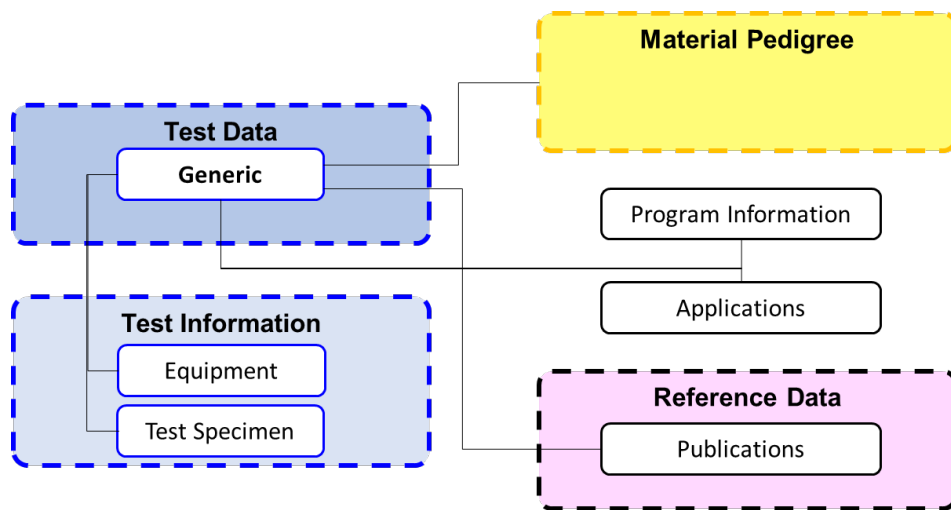 Material Pedigree
Test Data
Generic
Program Information
Applications
Test Information
Equipment
Test Specimen
Reference Data
Publications